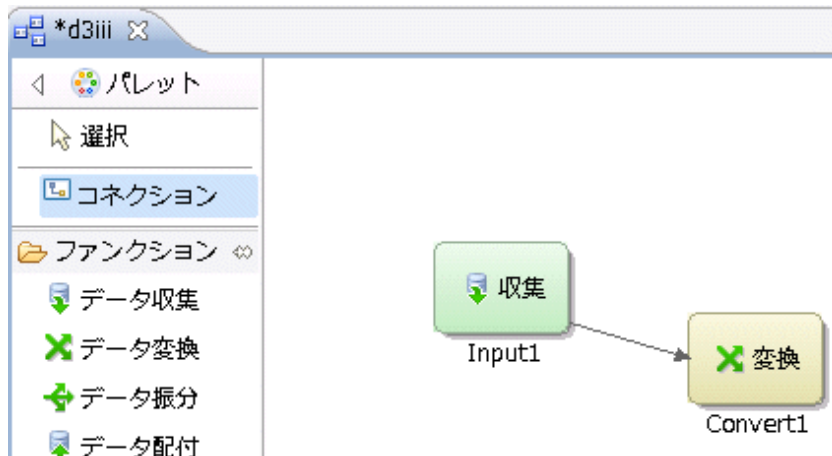 *d3iii
パレット
選択
コネクション
ファンクション
データ収集
データ変換
データ振分
データ配付
収集
Input1
変換
Convert1